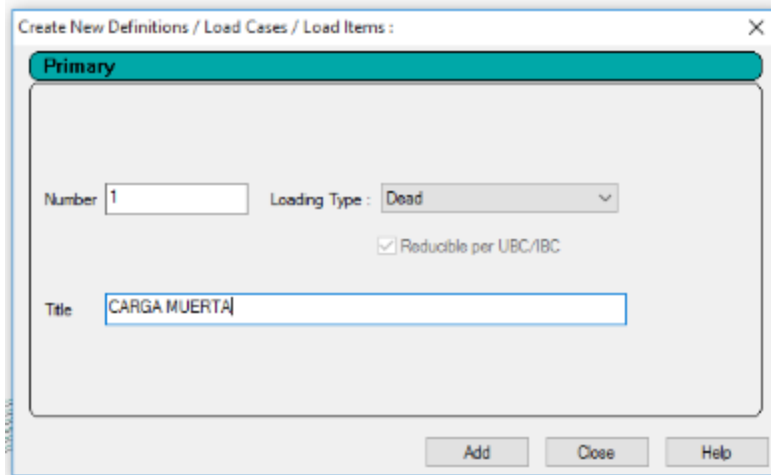 Create New Definitions / Load Cases / Load Items :
Primary
Number 1 Loading Type : Dead
Reducible per UBC/IBC
Title CARGA MUERTA
Add Close Help